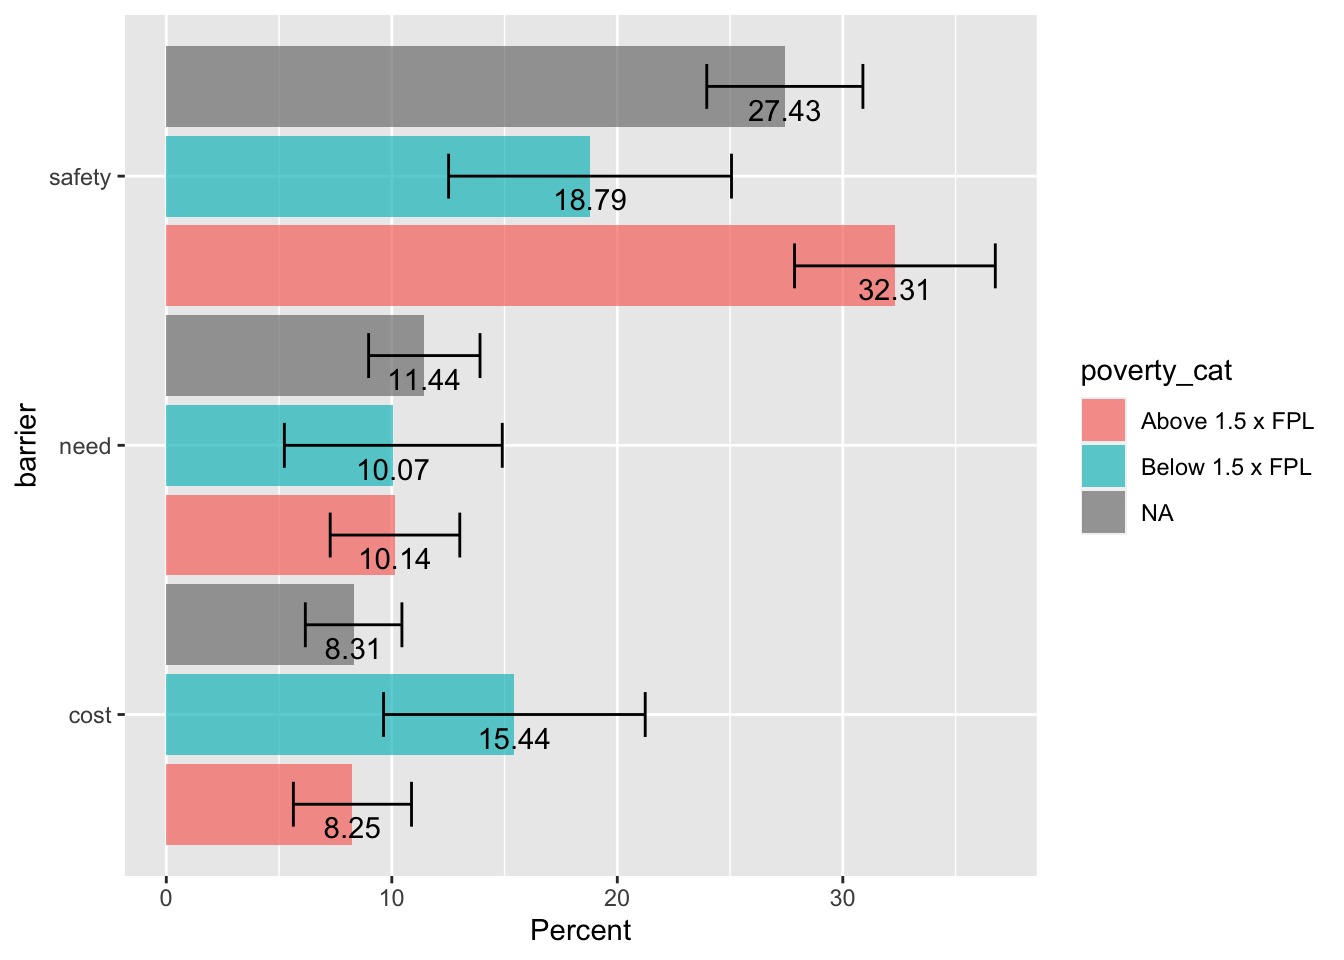 27.43
safety
18.79
32.31
11.44
barrier
need
10.07
10.14
8.31
cost
15.44
8.25
0
10
20
30
Percent
poverty_cat
Above 1.5 x FPL
Below 1.5 x FPL
NA